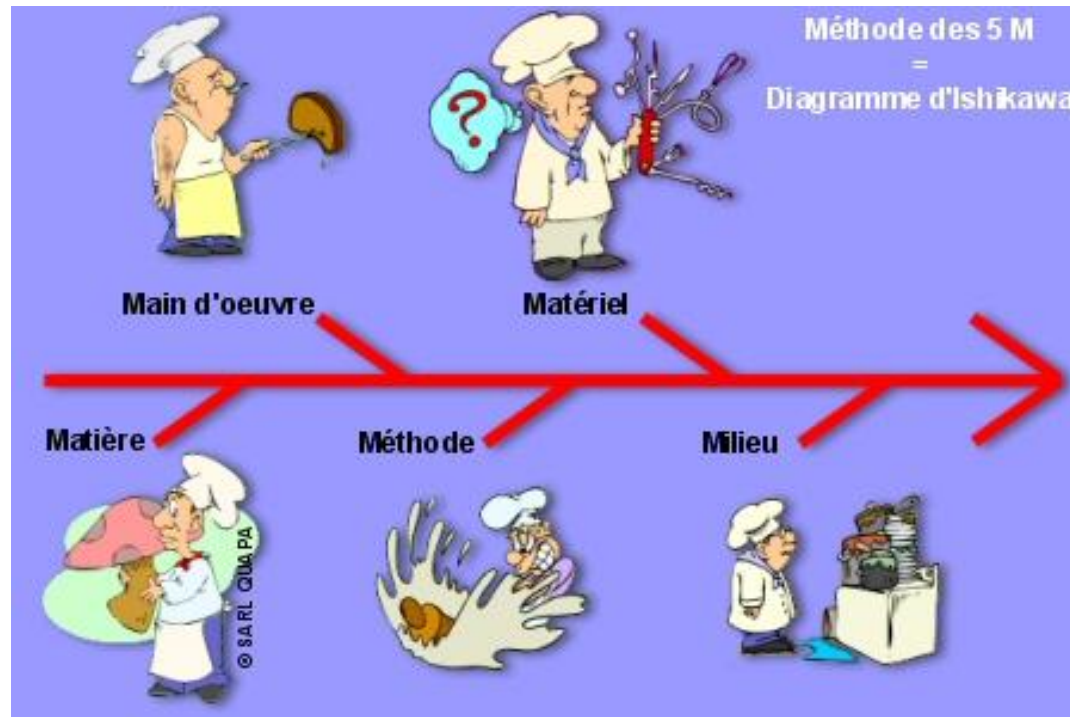 Méthode des 5 M
=
Diagramme d'Ishikawa
Main d'oeuvre
Matériel
Matière
Méthode
Milieu
© SARL QUAPA
?